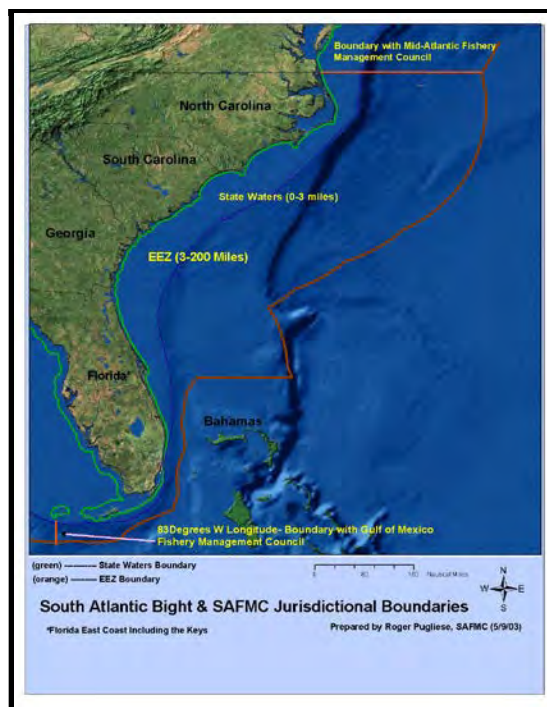 Boundary with Mid-Atlantic Fishery
Management Council
North Carolina
South Carolina
State Waters (0-3 miles)
Georgia
EEZ (3-200 Miles)
Florida*
Bahamas
83Degrees W Longitude- Boundary with Gulf of Mexico
Fishery Management Council
(green) ---------- State Waters Boundary
(orange) ---------- EEZ Boundary
0 80 160 Nautical Miles
N
W E
S
South Atlantic Bight & SAFMC Jurisdictional Boundaries
*Florida East Coast Including the Keys
Prepared by Roger Pugliese, SAFMC (5/9/03)